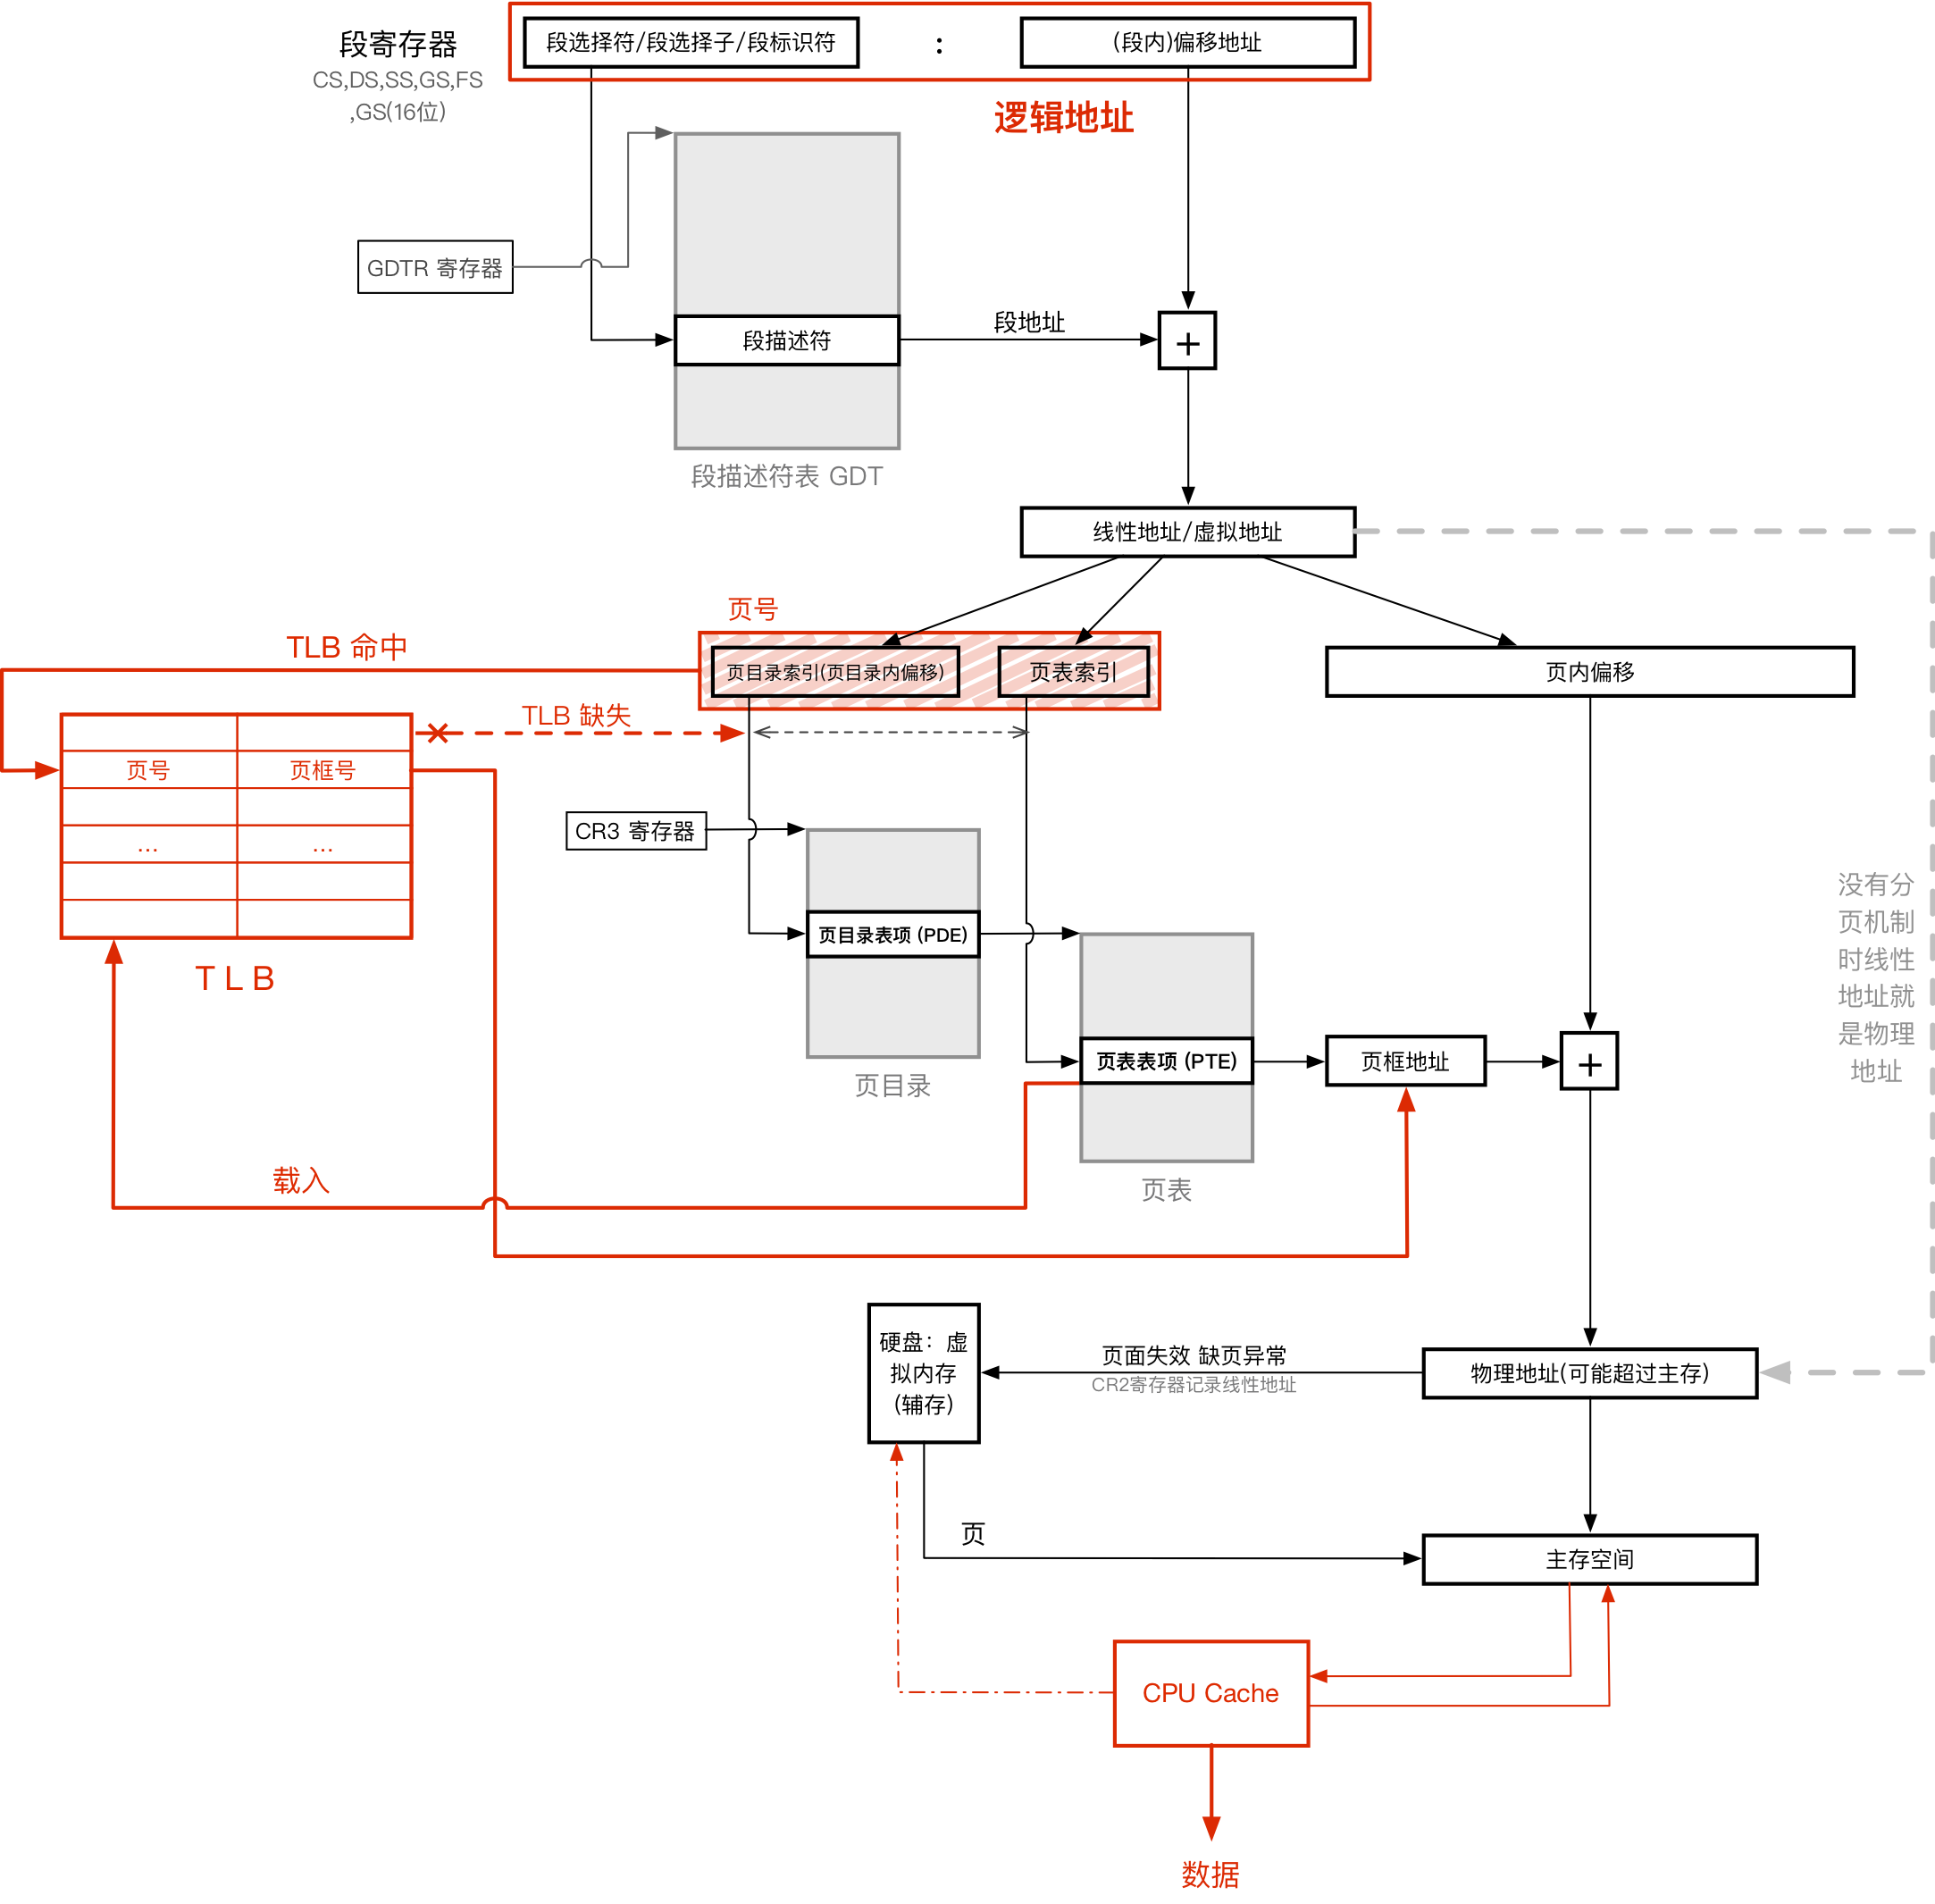 段寄存器
CS,DS,SS,GS,FS
,GS(16位)
段选择符/段选择子/段标识符
:
(段内)偏移地址
逻辑地址
GDTR 寄存器
段描述符
段地址
+
段描述符表 GDT
线性地址/虚拟地址
页号
TLB 命中
页目录索引(页目录内偏移)
页表索引
页内偏移
TLB 缺失
页号
页框号
...
...
TLB
CR3 寄存器
页目录表项 (PDE)
页目录
页表表项 (PTE)
页表
页框地址
+
没有分
页机制
时线性
地址就
是物理
地址
载入
硬盘：虚
拟内存
(辅存)
页面失效 缺页异常
CR2寄存器记录线性地址
物理地址(可能超过主存)
页
主存空间
CPU Cache
数据